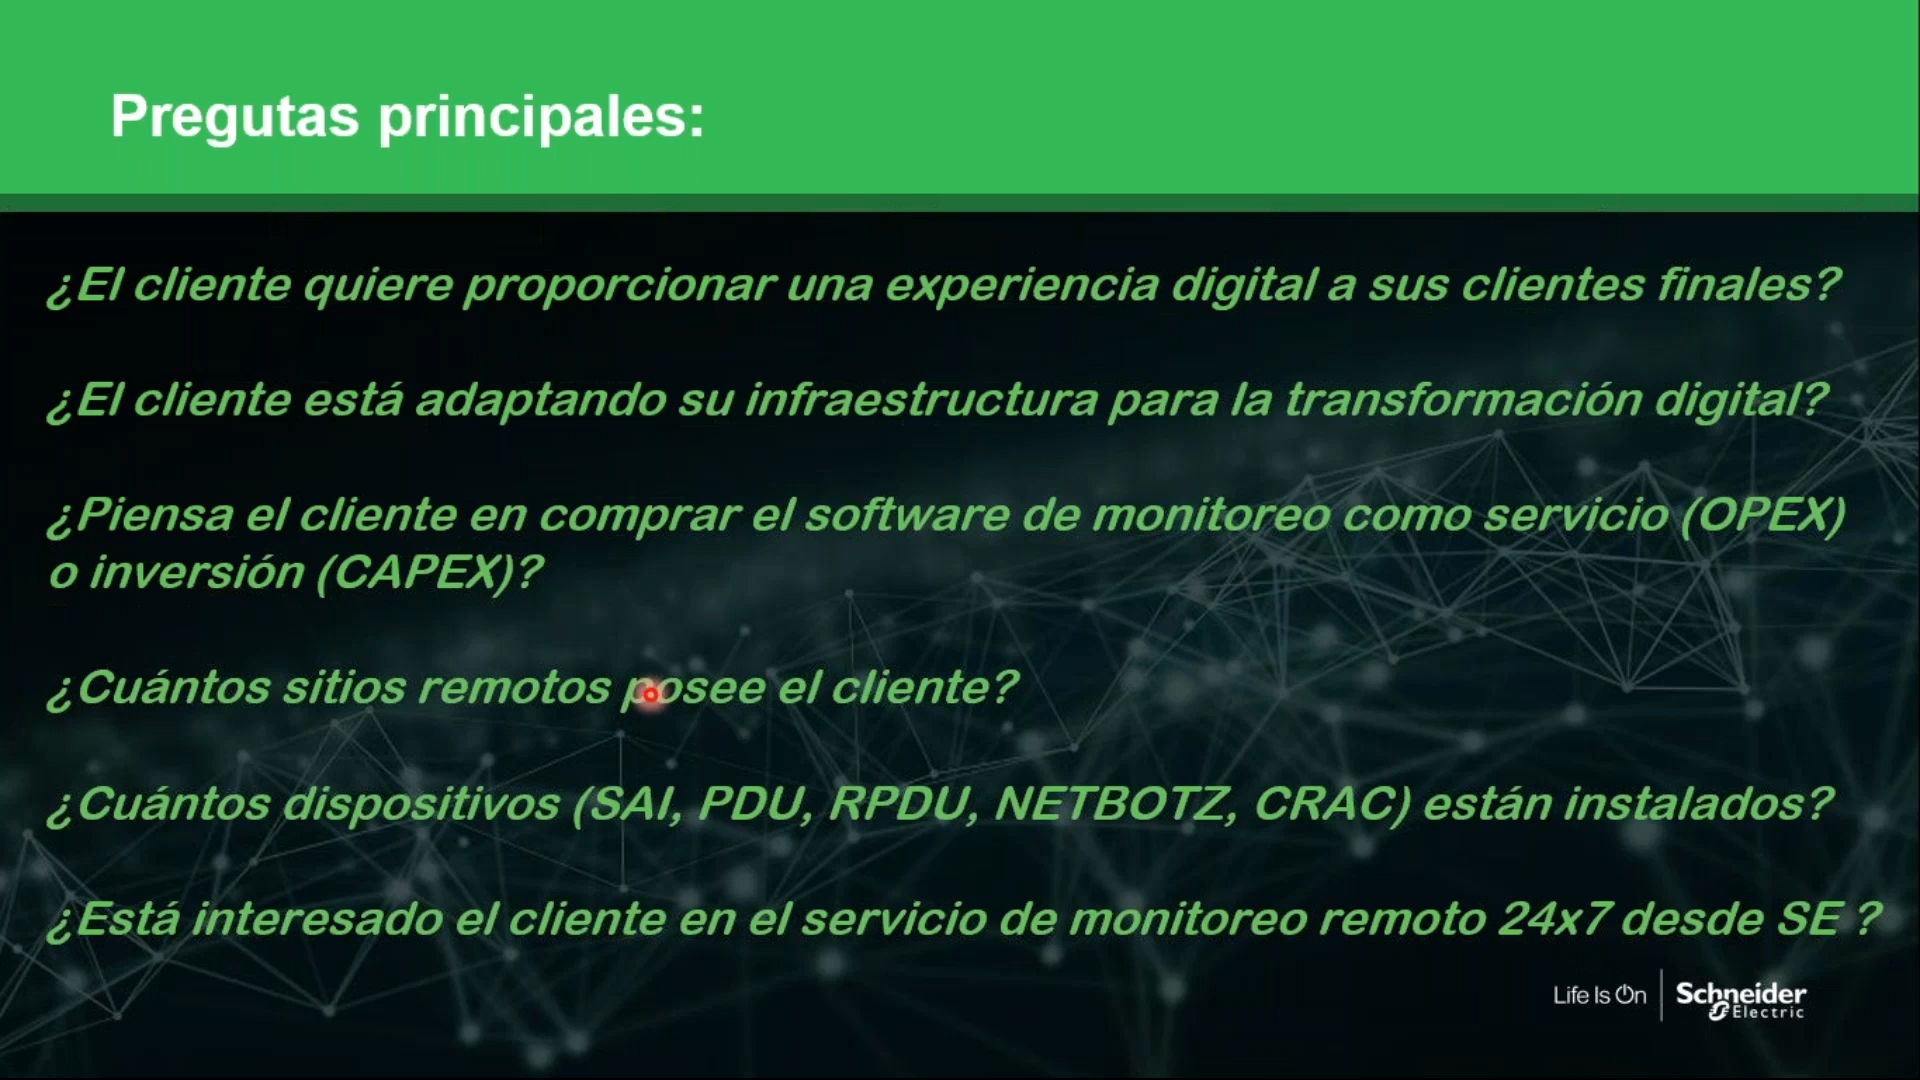 Pregutas principales:
¿El cliente quiere proporcionar una experiencia digital a sus clientes finales?
¿El cliente está adaptando su infraestructura para la transformación digital?
¿Piensa el cliente en comprar el software de monitoreo como servicio (OPEX)
o inversión (CAPEX)?
¿Cuántos sitios remotos posee el cliente?
¿Cuántos dispositivos (SAI, PDU, RPDU, NETBOTZ, CRAC) están instalados?
¿Está interesado el cliente en el servicio de monitoreo remoto 24x7 desde SE ?
Life Is On
Schneider
Electric